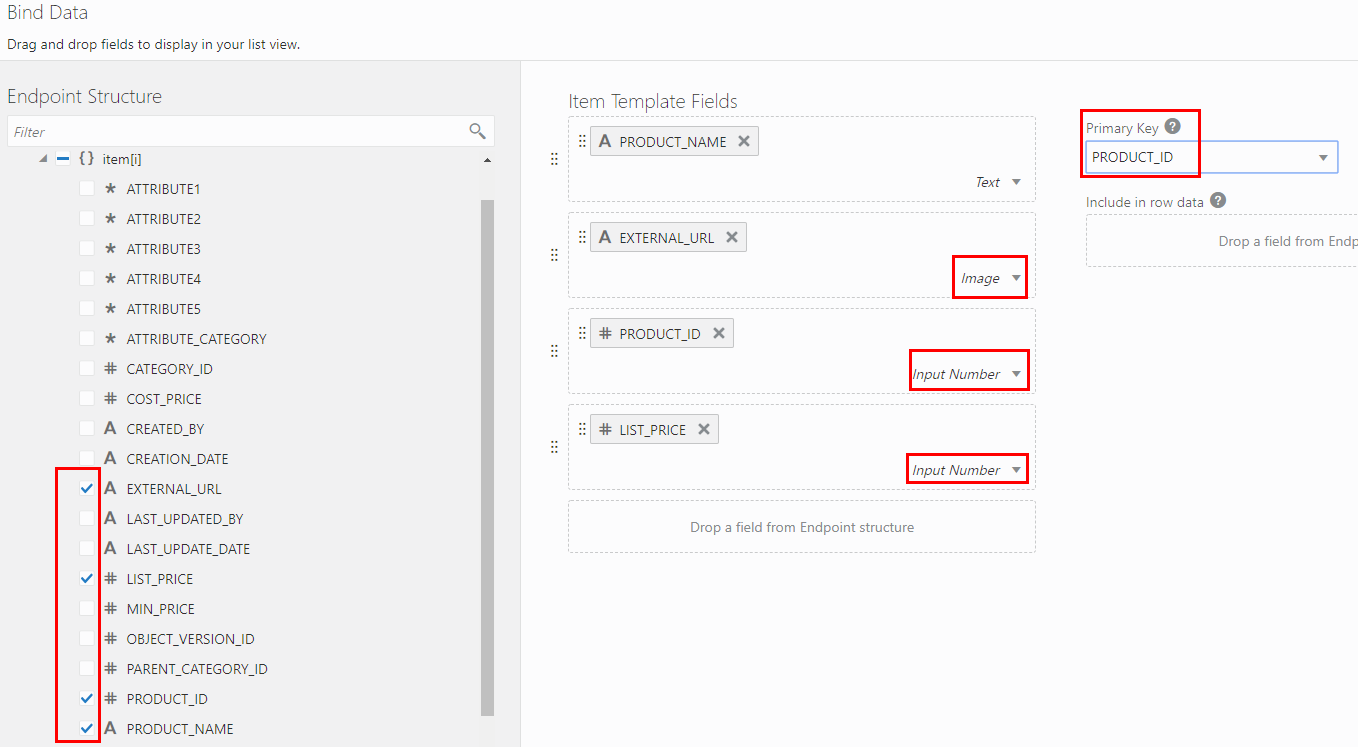 Bind Data
Drag and drop fields to display in your list view.
Endpoint Structure
Filter
{} item[i]
* ATTRIBUTE1
* ATTRIBUTE2
* ATTRIBUTE3
* ATTRIBUTE4
* ATTRIBUTE5
* ATTRIBUTE_CATEGORY
# CATEGORY_ID
# COST_PRICE
A CREATED_BY
A CREATION_DATE
A EXTERNAL_URL
A LAST_UPDATED_BY
A LAST_UPDATE_DATE
# LIST_PRICE
# MIN_PRICE
# OBJECT_VERSION_ID
# PARENT_CATEGORY_ID
# PRODUCT_ID
A PRODUCT_NAME
Item Template Fields
A PRODUCT_NAME
Text
A EXTERNAL_URL
Image
# PRODUCT_ID
Input Number
# LIST_PRICE
Input Number
Drop a field from Endpoint structure
Primary Key ?
PRODUCT_ID
Include in row data ?
Drop a field from Endp